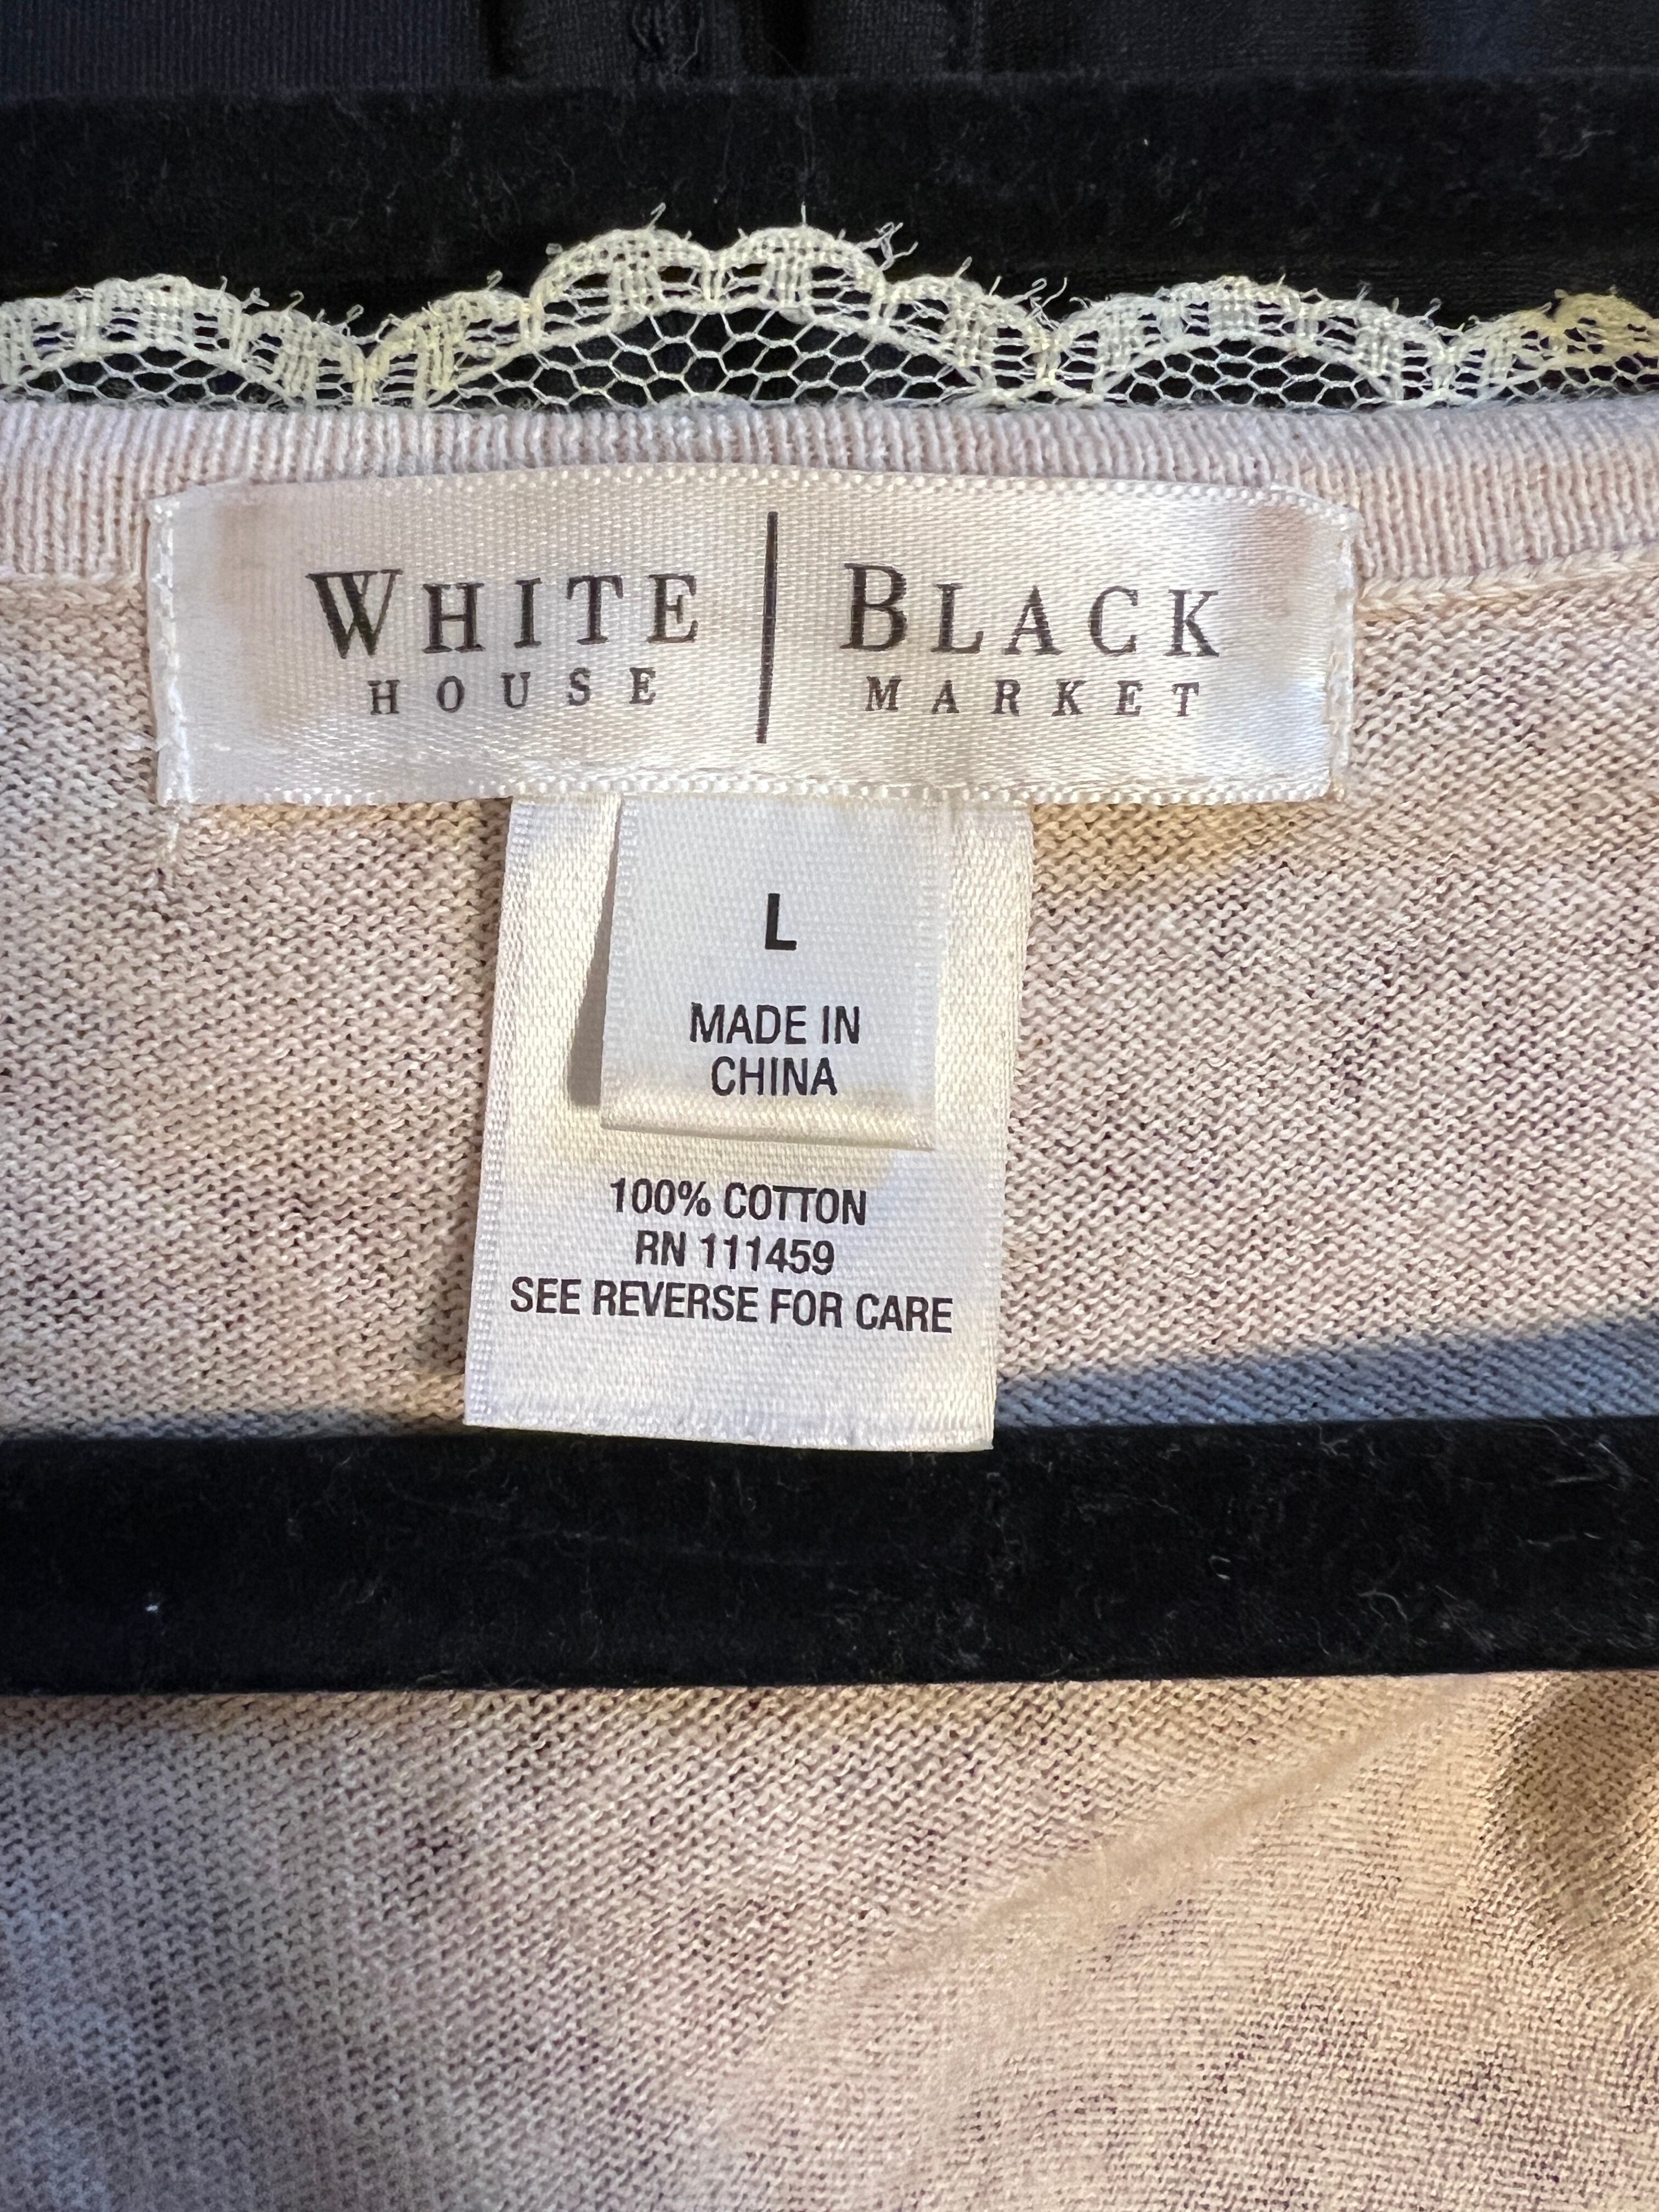 WHITE | BLACK
HOUSE MARKET
L
MADE IN
CHINA
100% COTTON
RN 111459
SEE REVERSE FOR CARE